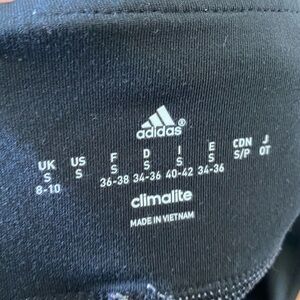 adidas®
UK US F D I E CDN J
S S S S S S S/P OT
8-10 36-38 34-36 40-42 34-36
climalite
MADE IN VIETNAM